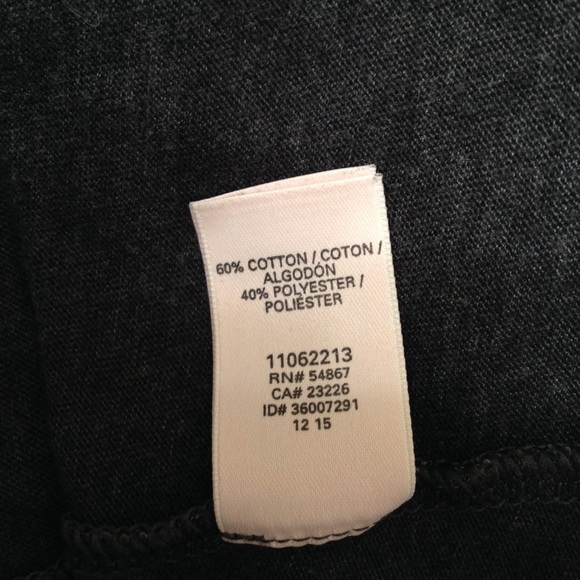 60% COTTON / COTON /
ALGODÓN
40% POLYESTER /
POLIÉSTER
11062213
RN# 54867
CA# 23226
ID# 36007291
12 15